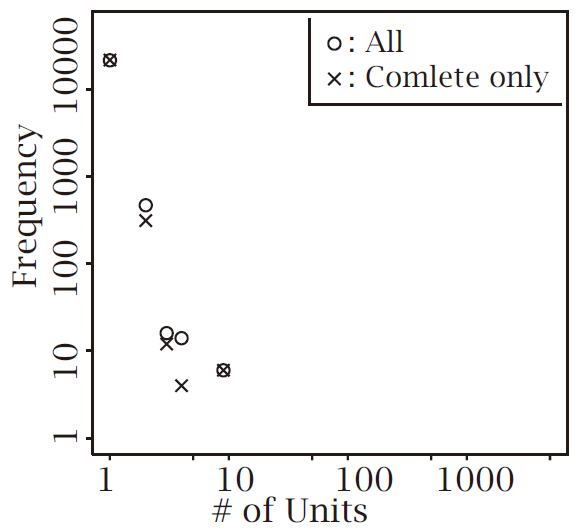 ○: All
×: Comlete only
Frequency
10000
1000
100
10
1
1 10 100 1000
# of Units